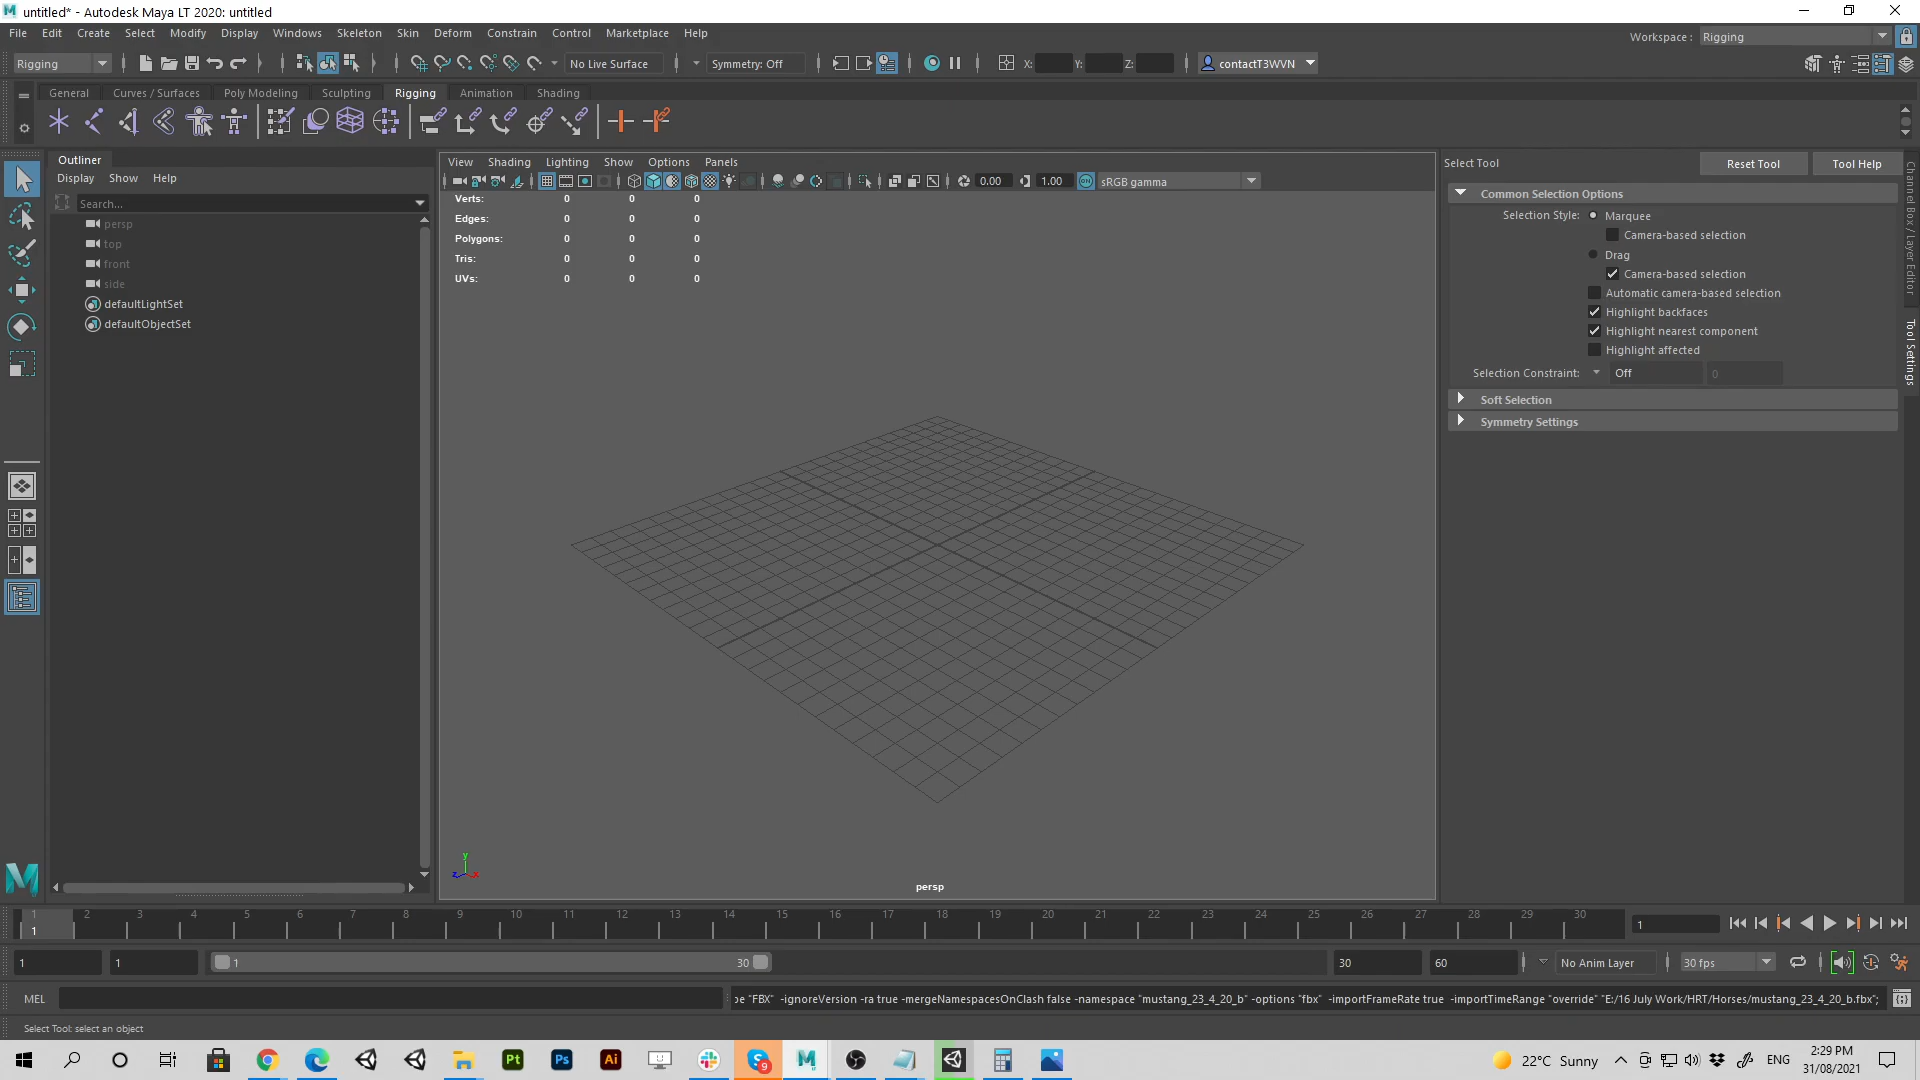 untitled* - Autodesk Maya LT 2020: untitled
File Edit Create Select Modify Display Windows Skeleton Skin Deform Constrain Control Marketplace Help
Workspace : Rigging
Rigging No Live Surface Symmetry: Off X: Y: Z: contactT3WVN
General Curves / Surfaces Poly Modeling Sculpting Rigging Animation Shading
Outliner
Display Show Help
Search...
persp
top
front
side
defaultLightSet
defaultObjectSet
View Shading Lighting Show Options Panels
0.00 1.00 ON sRGB gamma
Verts: 0 0 0
Edges: 0 0 0
Polygons: 0 0 0
Tris: 0 0 0
UVs: 0 0 0
y
z x
persp
Select Tool Reset Tool Tool Help
Common Selection Options
Selection Style: Marquee
Camera-based selection
Drag
Camera-based selection
Automatic camera-based selection
Highlight backfaces
Highlight nearest component
Highlight affected
Selection Constraint: Off 0
Soft Selection
Symmetry Settings
Channel Box / Layer Editor
Tool Settings
1 2 3 4 5 6 7 8 9 10 11 12 13 14 15 16 17 18 19 20 21 22 23 24 25 26 27 28 29 30
1 1
1 1 1 30 30 60 No Anim Layer 30 fps
MEL pe "FBX" -ignoreVersion -ra true -mergeNamespacesOnClash false -namespace "mustang_23_4_20_b" -options "fbx" -importFrameRate true -importTimeRange "override" "E:/16 July Work/HRT/Horses/mustang_23_4_20_b.fbx";
Select Tool: select an object
Pt Ps Ai S 9 M
22°C Sunny ENG 2:29 PM
31/08/2021